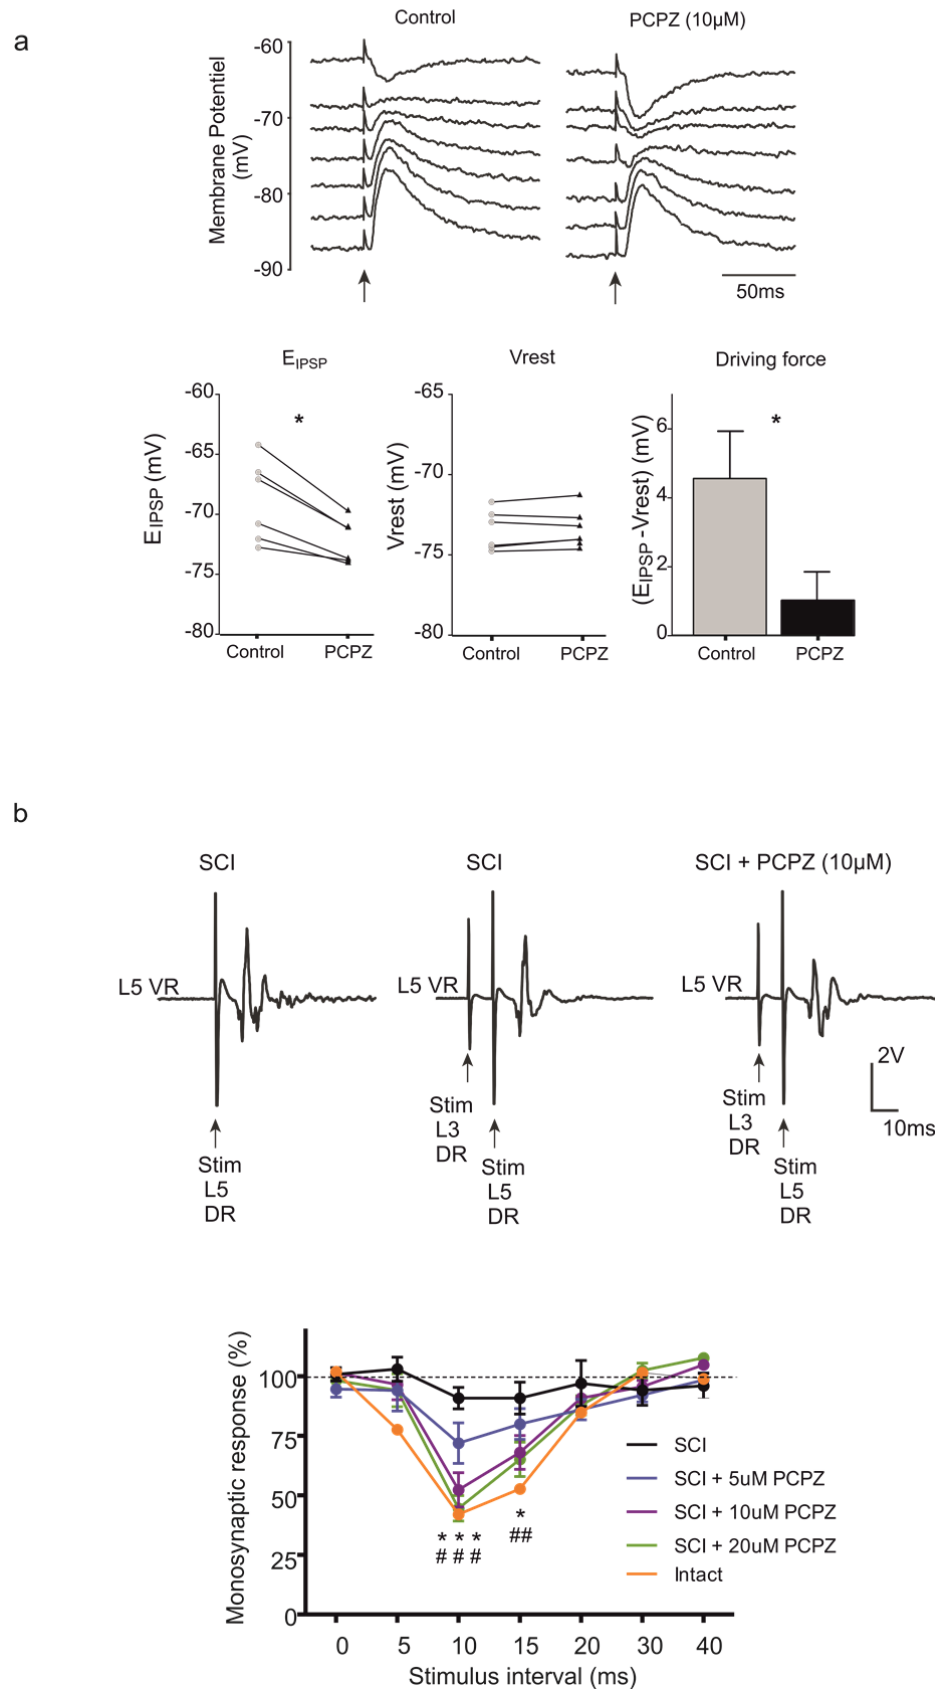 a
Control
PCPZ (10µM)
Membrane Potentiel
(mV)
-60
-70
-80
-90
50ms
EIPSP
Vrest
Driving force
EIPSP (mV)
-60
-65
-70
-75
-80
*
Control
PCPZ
Vrest (mV)
-65
-70
-75
-80
Control
PCPZ
(EIPSP -Vrest) (mV)
6
4
2
0
*
Control
PCPZ
b
SCI
SCI
SCI + PCPZ (10µM)
L5 VR
L5 VR
L5 VR
Stim
L5
DR
Stim
L3
DR
Stim
L5
DR
Stim
L3
DR
Stim
L5
DR
2V
10ms
Monosynaptic response (%)
100
75
50
25
0
* * *
# # #
*
##
SCI
SCI + 5uM PCPZ
SCI + 10uM PCPZ
SCI + 20uM PCPZ
Intact
0 5 10 15 20 30 40
Stimulus interval (ms)